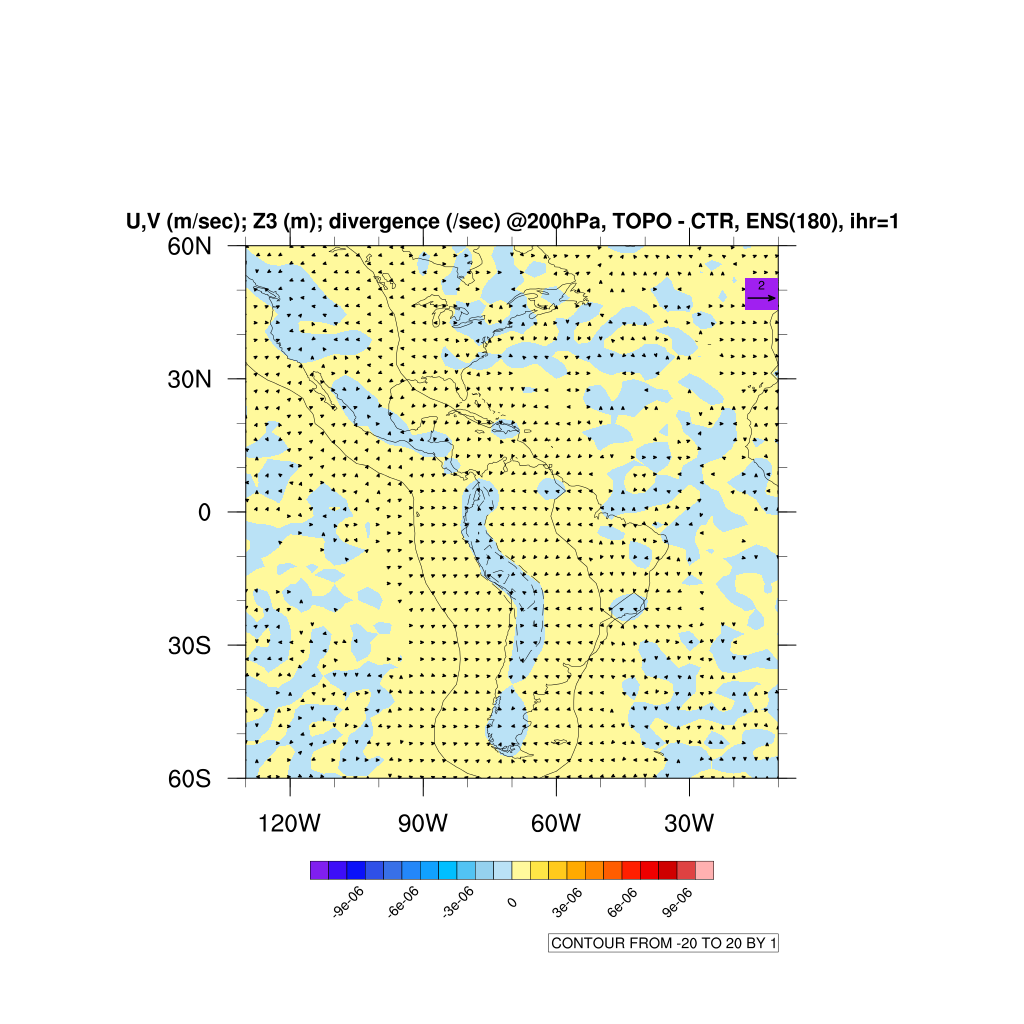 U,V (m/sec); Z3 (m); divergence (/sec) @200hPa, TOPO - CTR, ENS(180), ihr=1
60N
2
30N
0
30S
60S
120W 90W 60W 30W
-9e-06 -6e-06 -3e-06 0 3e-06 6e-06 9e-06
CONTOUR FROM -20 TO 20 BY 1